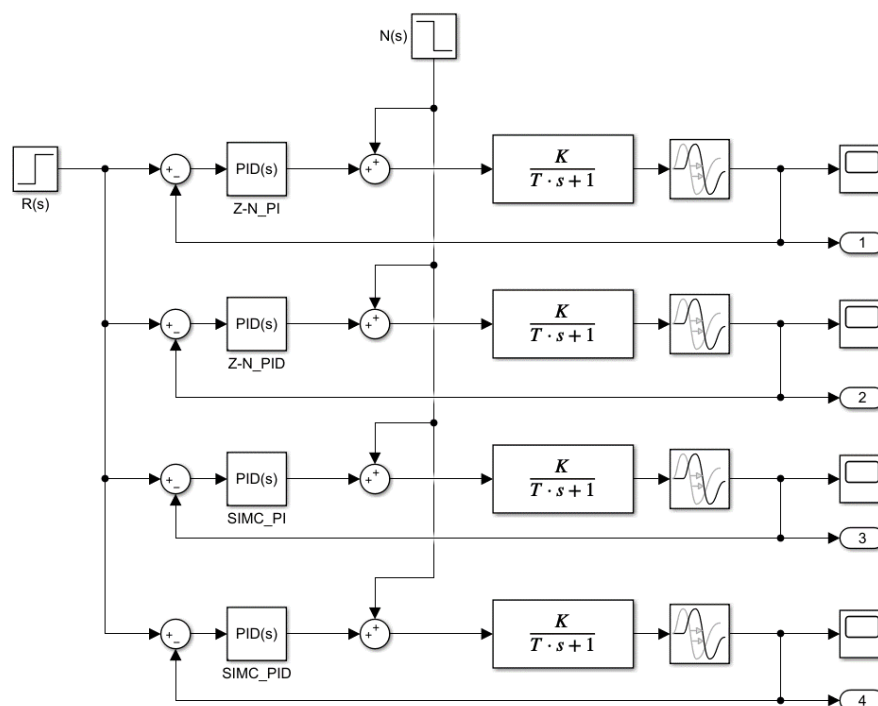 N(s)
R(s)
+
−
PID(s)
Z-N_PI
+
+
K
T · s + 1
1
+
−
PID(s)
Z-N_PID
+
+
K
T · s + 1
2
+
−
PID(s)
SIMC_PI
+
+
K
T · s + 1
3
+
−
PID(s)
SIMC_PID
+
+
K
T · s + 1
4